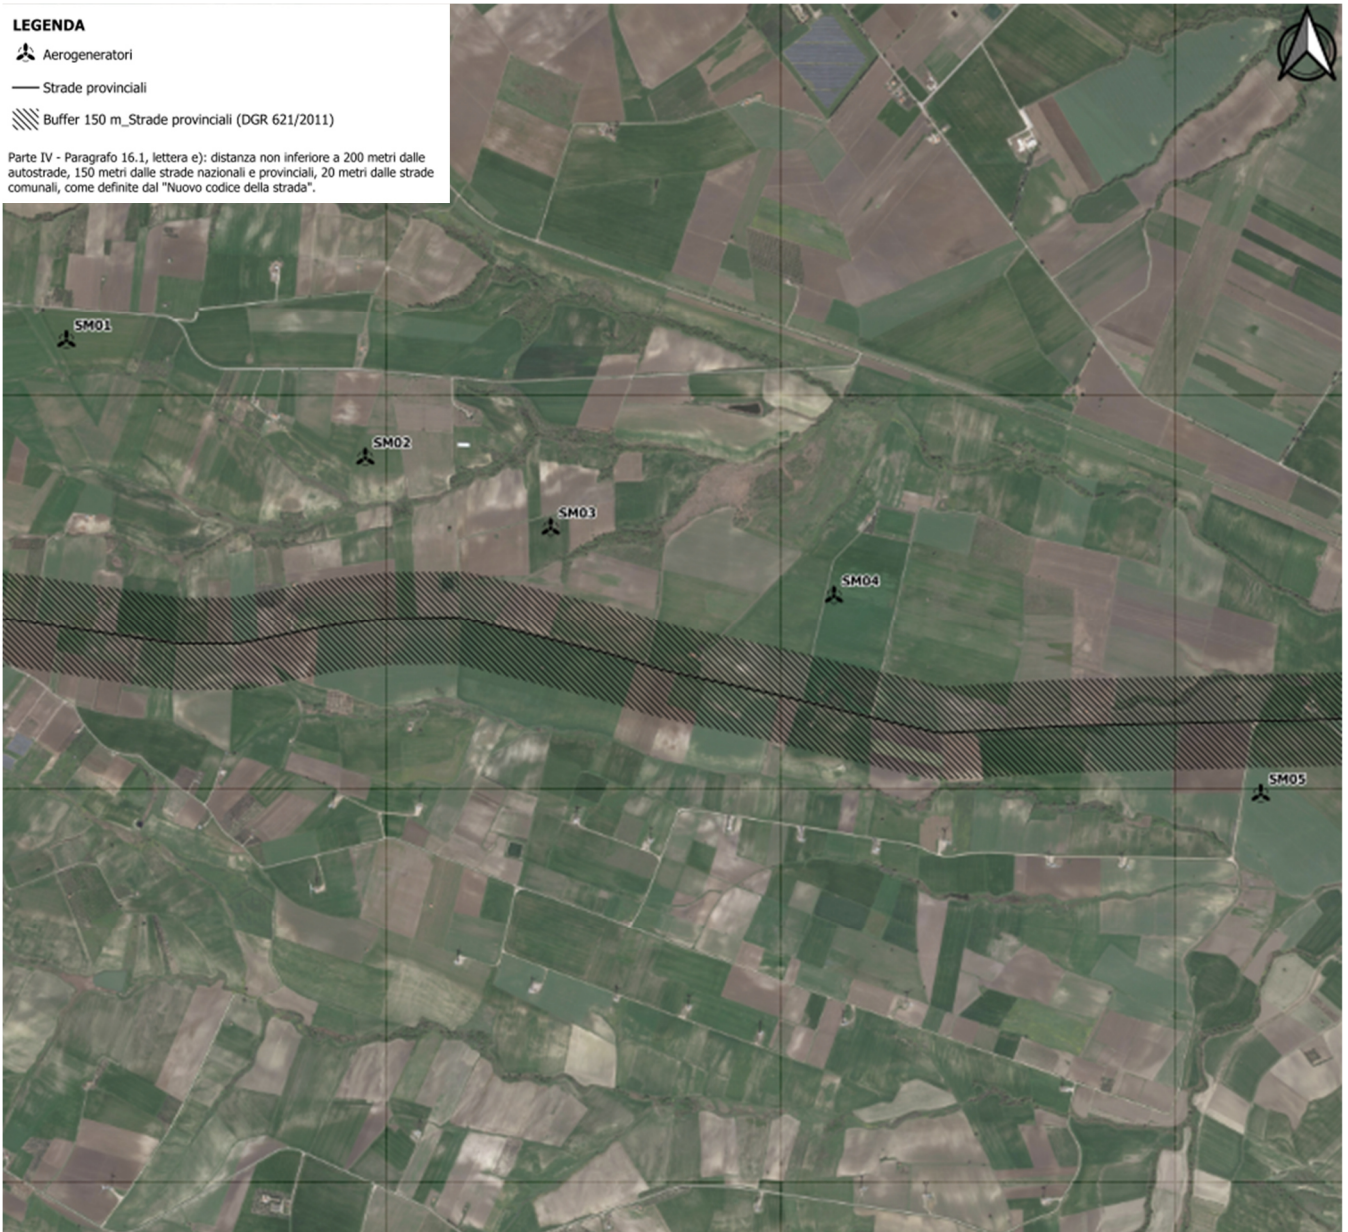 LEGENDA
Aerogeneratori
Strade provinciali
Buffer 150 m_Strade provinciali (DGR 621/2011)
Parte IV - Paragrafo 16.1, lettera e): distanza non inferiore a 200 metri dalle
autostrade, 150 metri dalle strade nazionali e provinciali, 20 metri dalle strade
comunali, come definite dal "Nuovo codice della strada".
SM01
SM02
SM03
SM04
SM05